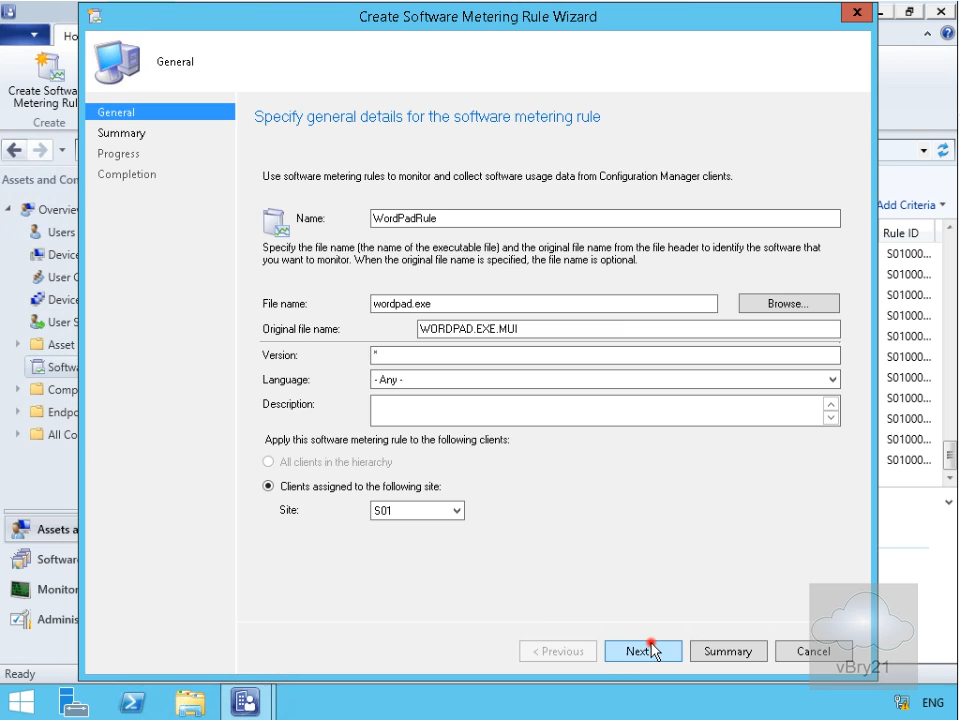 Create Software Metering Rule Wizard
x
Ho
General
Create Softwa
Metering Rul
Create
General
Summary
Progress
Completion
Specify general details for the software metering rule
Use software metering rules to monitor and collect software usage data from Configuration Manager clients.
Name: WordPadRule
Specify the file name (the name of the executable file) and the original file name from the file header to identify the software that
you want to monitor. When the original file name is specified, the file name is optional.
File name: wordpad.exe Browse...
Original file name: WORDPAD.EXE.MUI
Version: *
Language: - Any -
Description:
Apply this software metering rule to the following clients:
All clients in the hierarchy
Clients assigned to the following site:
Site: S01
< Previous Next Summary Cancel
Assets and Con
Overvie
Users
Device
User C
Device
User S
Asset
Softwa
Comp
Endpo
All Co
Assets a
Softwar
Monitor
Adminis
Ready
Add Criteria
Rule ID
S01000...
S01000...
S01000...
S01000...
S01000...
S01000...
S01000...
S01000...
S01000...
S01000...
S01000...
vBry21
ENG